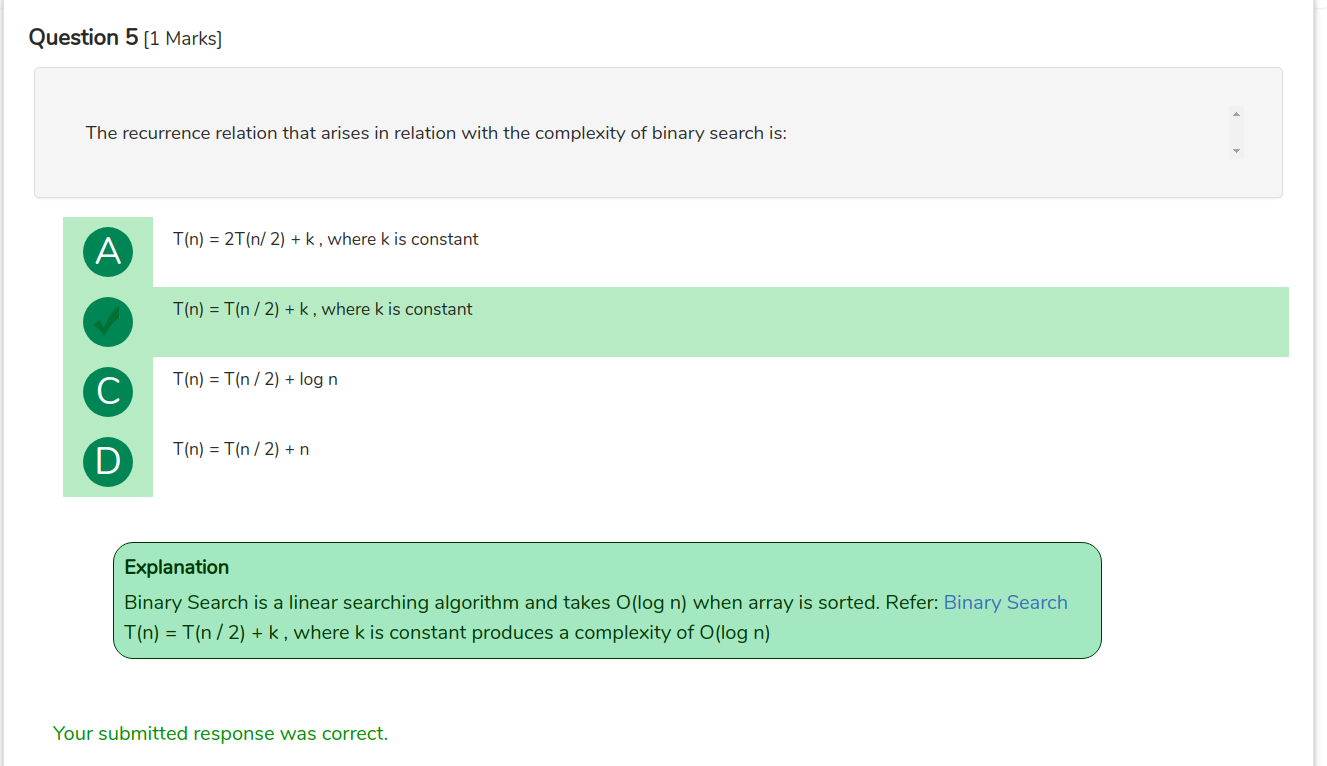 Question 5 [1 Marks]
The recurrence relation that arises in relation with the complexity of binary search is:
A T(n) = 2T(n/ 2) + k , where k is constant
T(n) = T(n / 2) + k , where k is constant
C T(n) = T(n / 2) + log n
D T(n) = T(n / 2) + n
Explanation
Binary Search is a linear searching algorithm and takes O(log n) when array is sorted. Refer: Binary Search
T(n) = T(n / 2) + k , where k is constant produces a complexity of O(log n)
Your submitted response was correct.